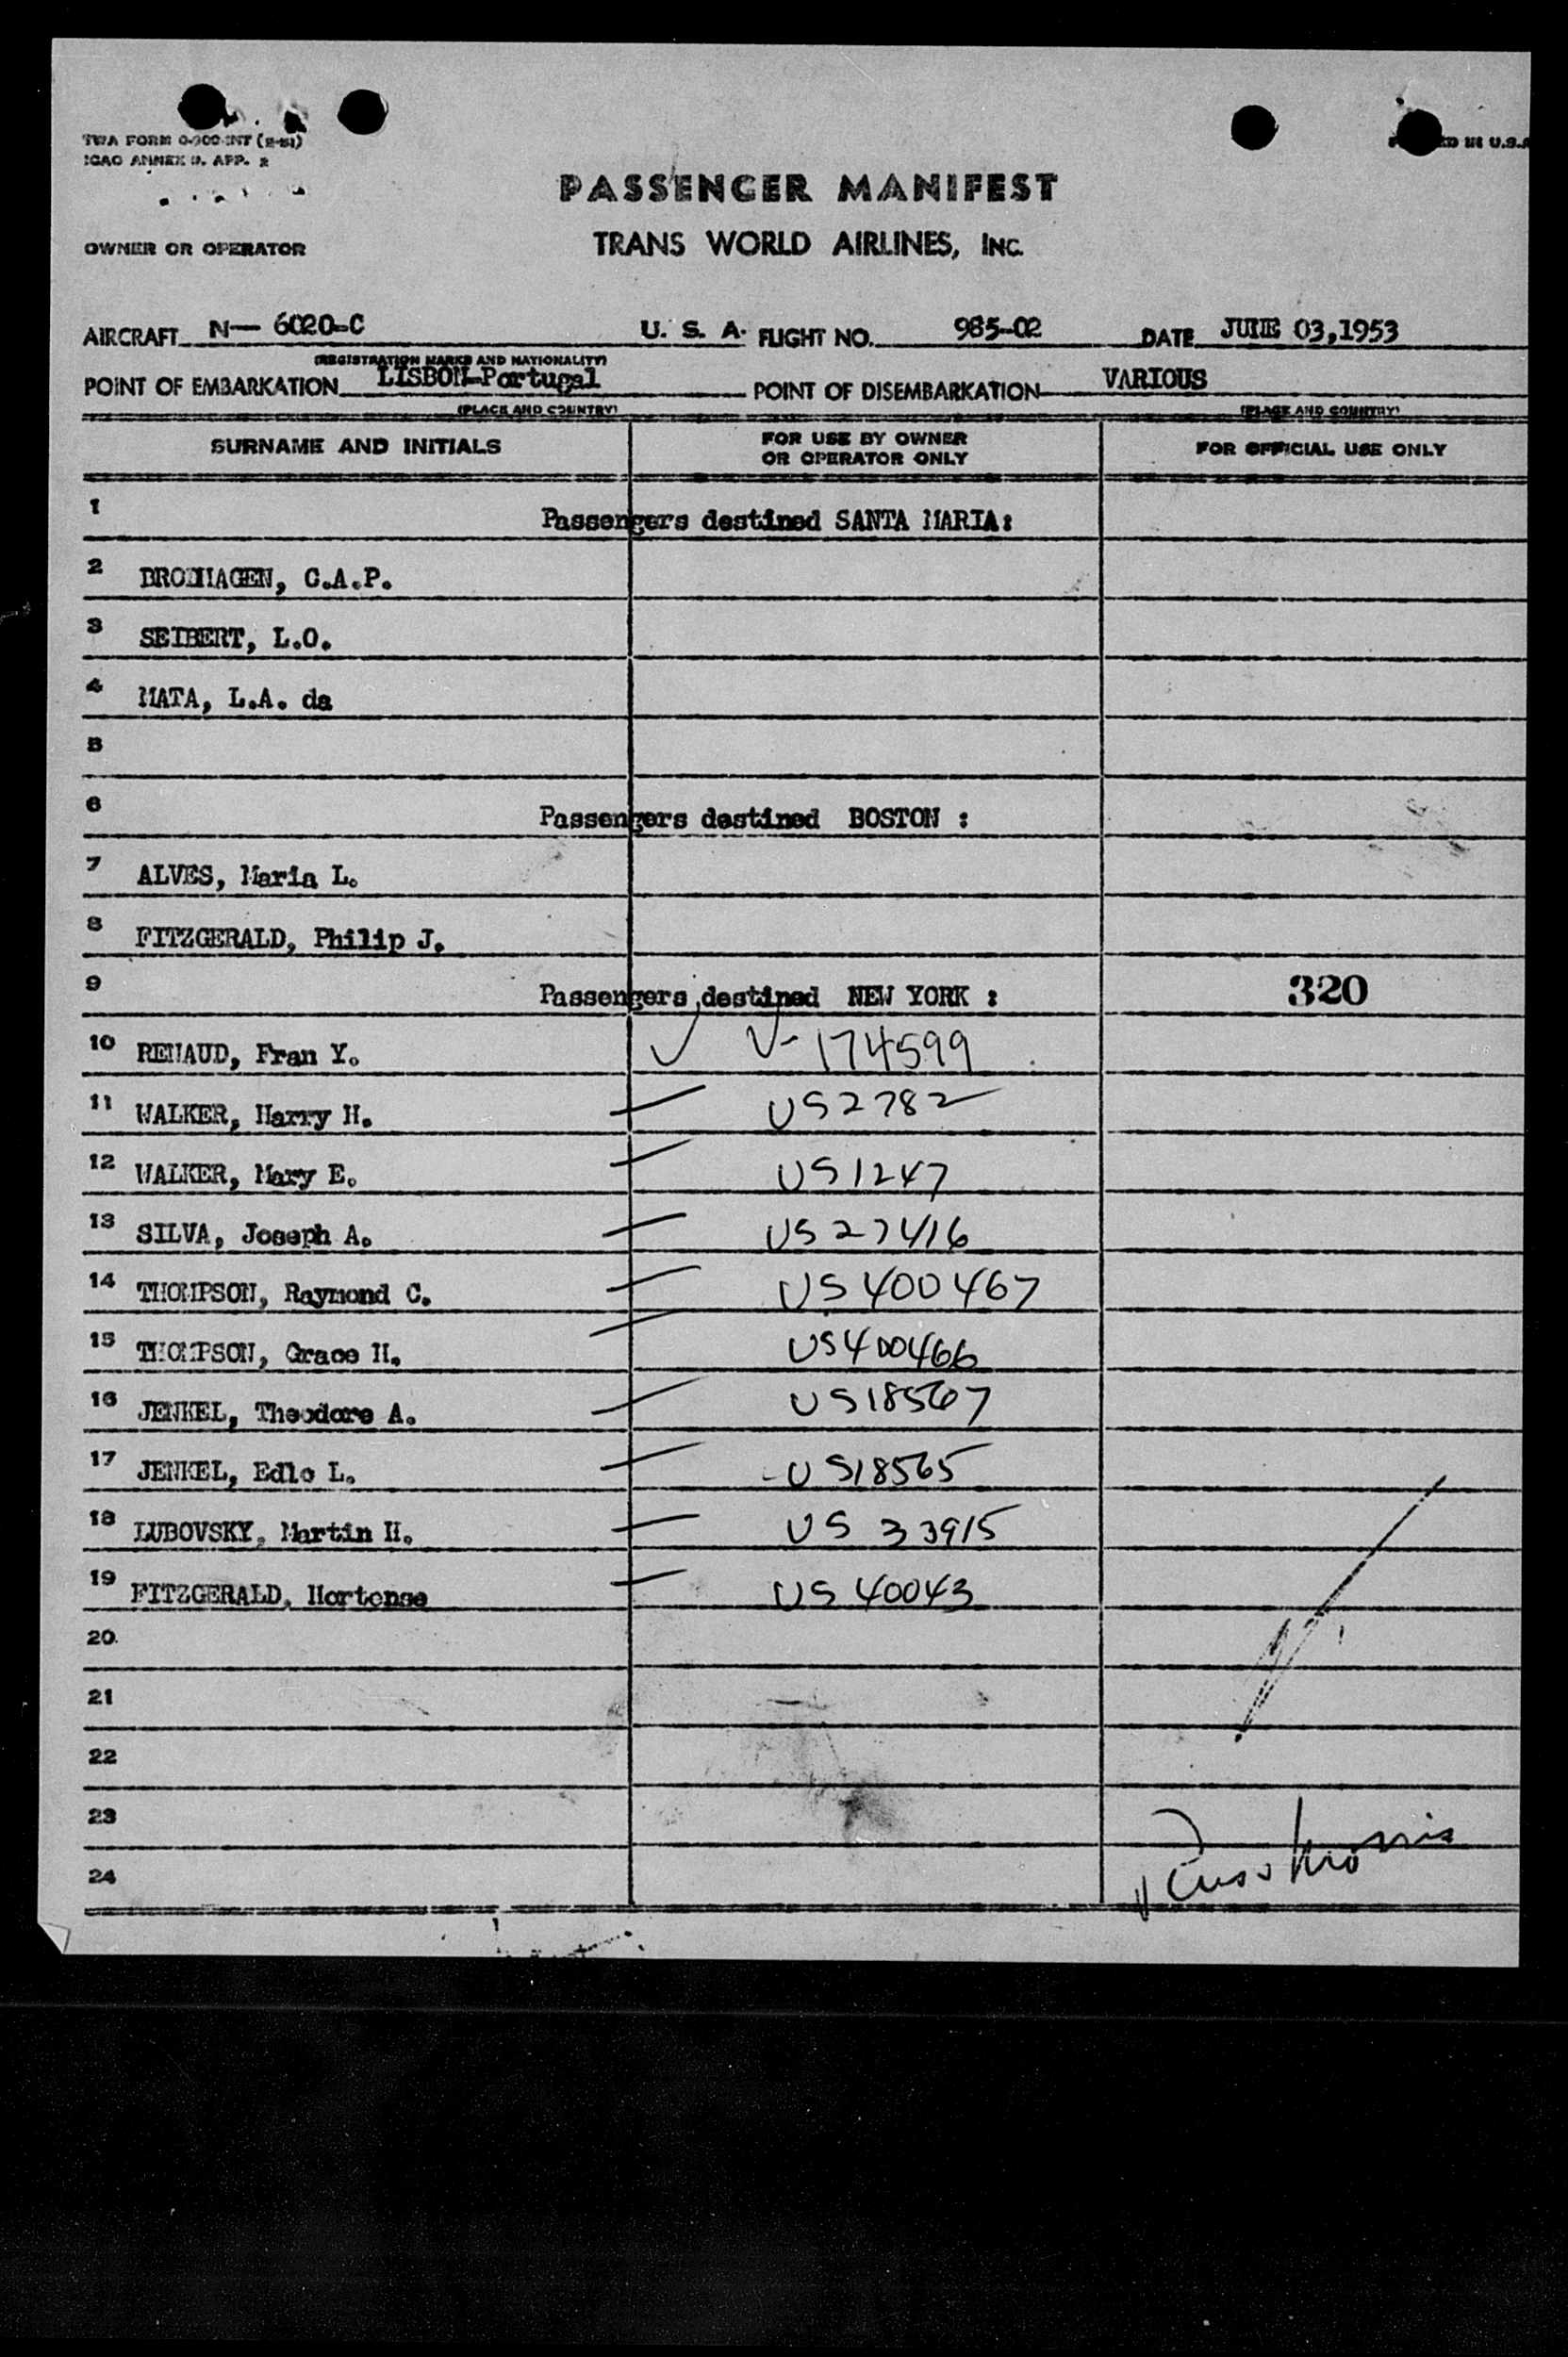 TWA FORM 0-900-INT (2-51)
ICAO ANNEX 9. APP. 2
IN U.S.A
PASSENGER MANIFEST
OWNER OR OPERATOR TRANS WORLD AIRLINES, INC.
AIRCRAFT N— 6020-C U. S. A. FLIGHT NO. 985-02 DATE JUNE 03,1953
(REGISTRATION MARKS AND NATIONALITY)
POINT OF EMBARKATION LISBON-Portugal POINT OF DISEMBARKATION VARIOUS
(PLACE AND COUNTRY) (PLACE AND COUNTRY)
SURNAME AND INITIALS FOR USE BY OWNER OR OPERATOR ONLY FOR OFFICIAL USE ONLY
1 Passengers destined SANTA MARIA:
2 C.A.P.
3 SEIBERT, L.O.
4 MATA, L.A. da
5
6 Passengers destined BOSTON :
7 ALVES, Maria L.
8 FITZGERALD, Philip J.
9 Passengers destined NEW YORK : 320
10 RENAUD, Fran Y. ✓ V-174599
11 WALKER, Harry H. — US2782
12 WALKER, Mary E. — US1247
13 SILVA, Joseph A. — US27416
14 THOMPSON, Raymond C. — US400467
15 THOMPSON, Grace H. — US400466
16 JENKEL, Theodore A. — US18567
17 JENKEL, Edlo L. — US18565
18 LUBOVSKY, Martin H. — US 33915
19 FITZGERALD, Hortense — US 40043
20
21
22
23
24